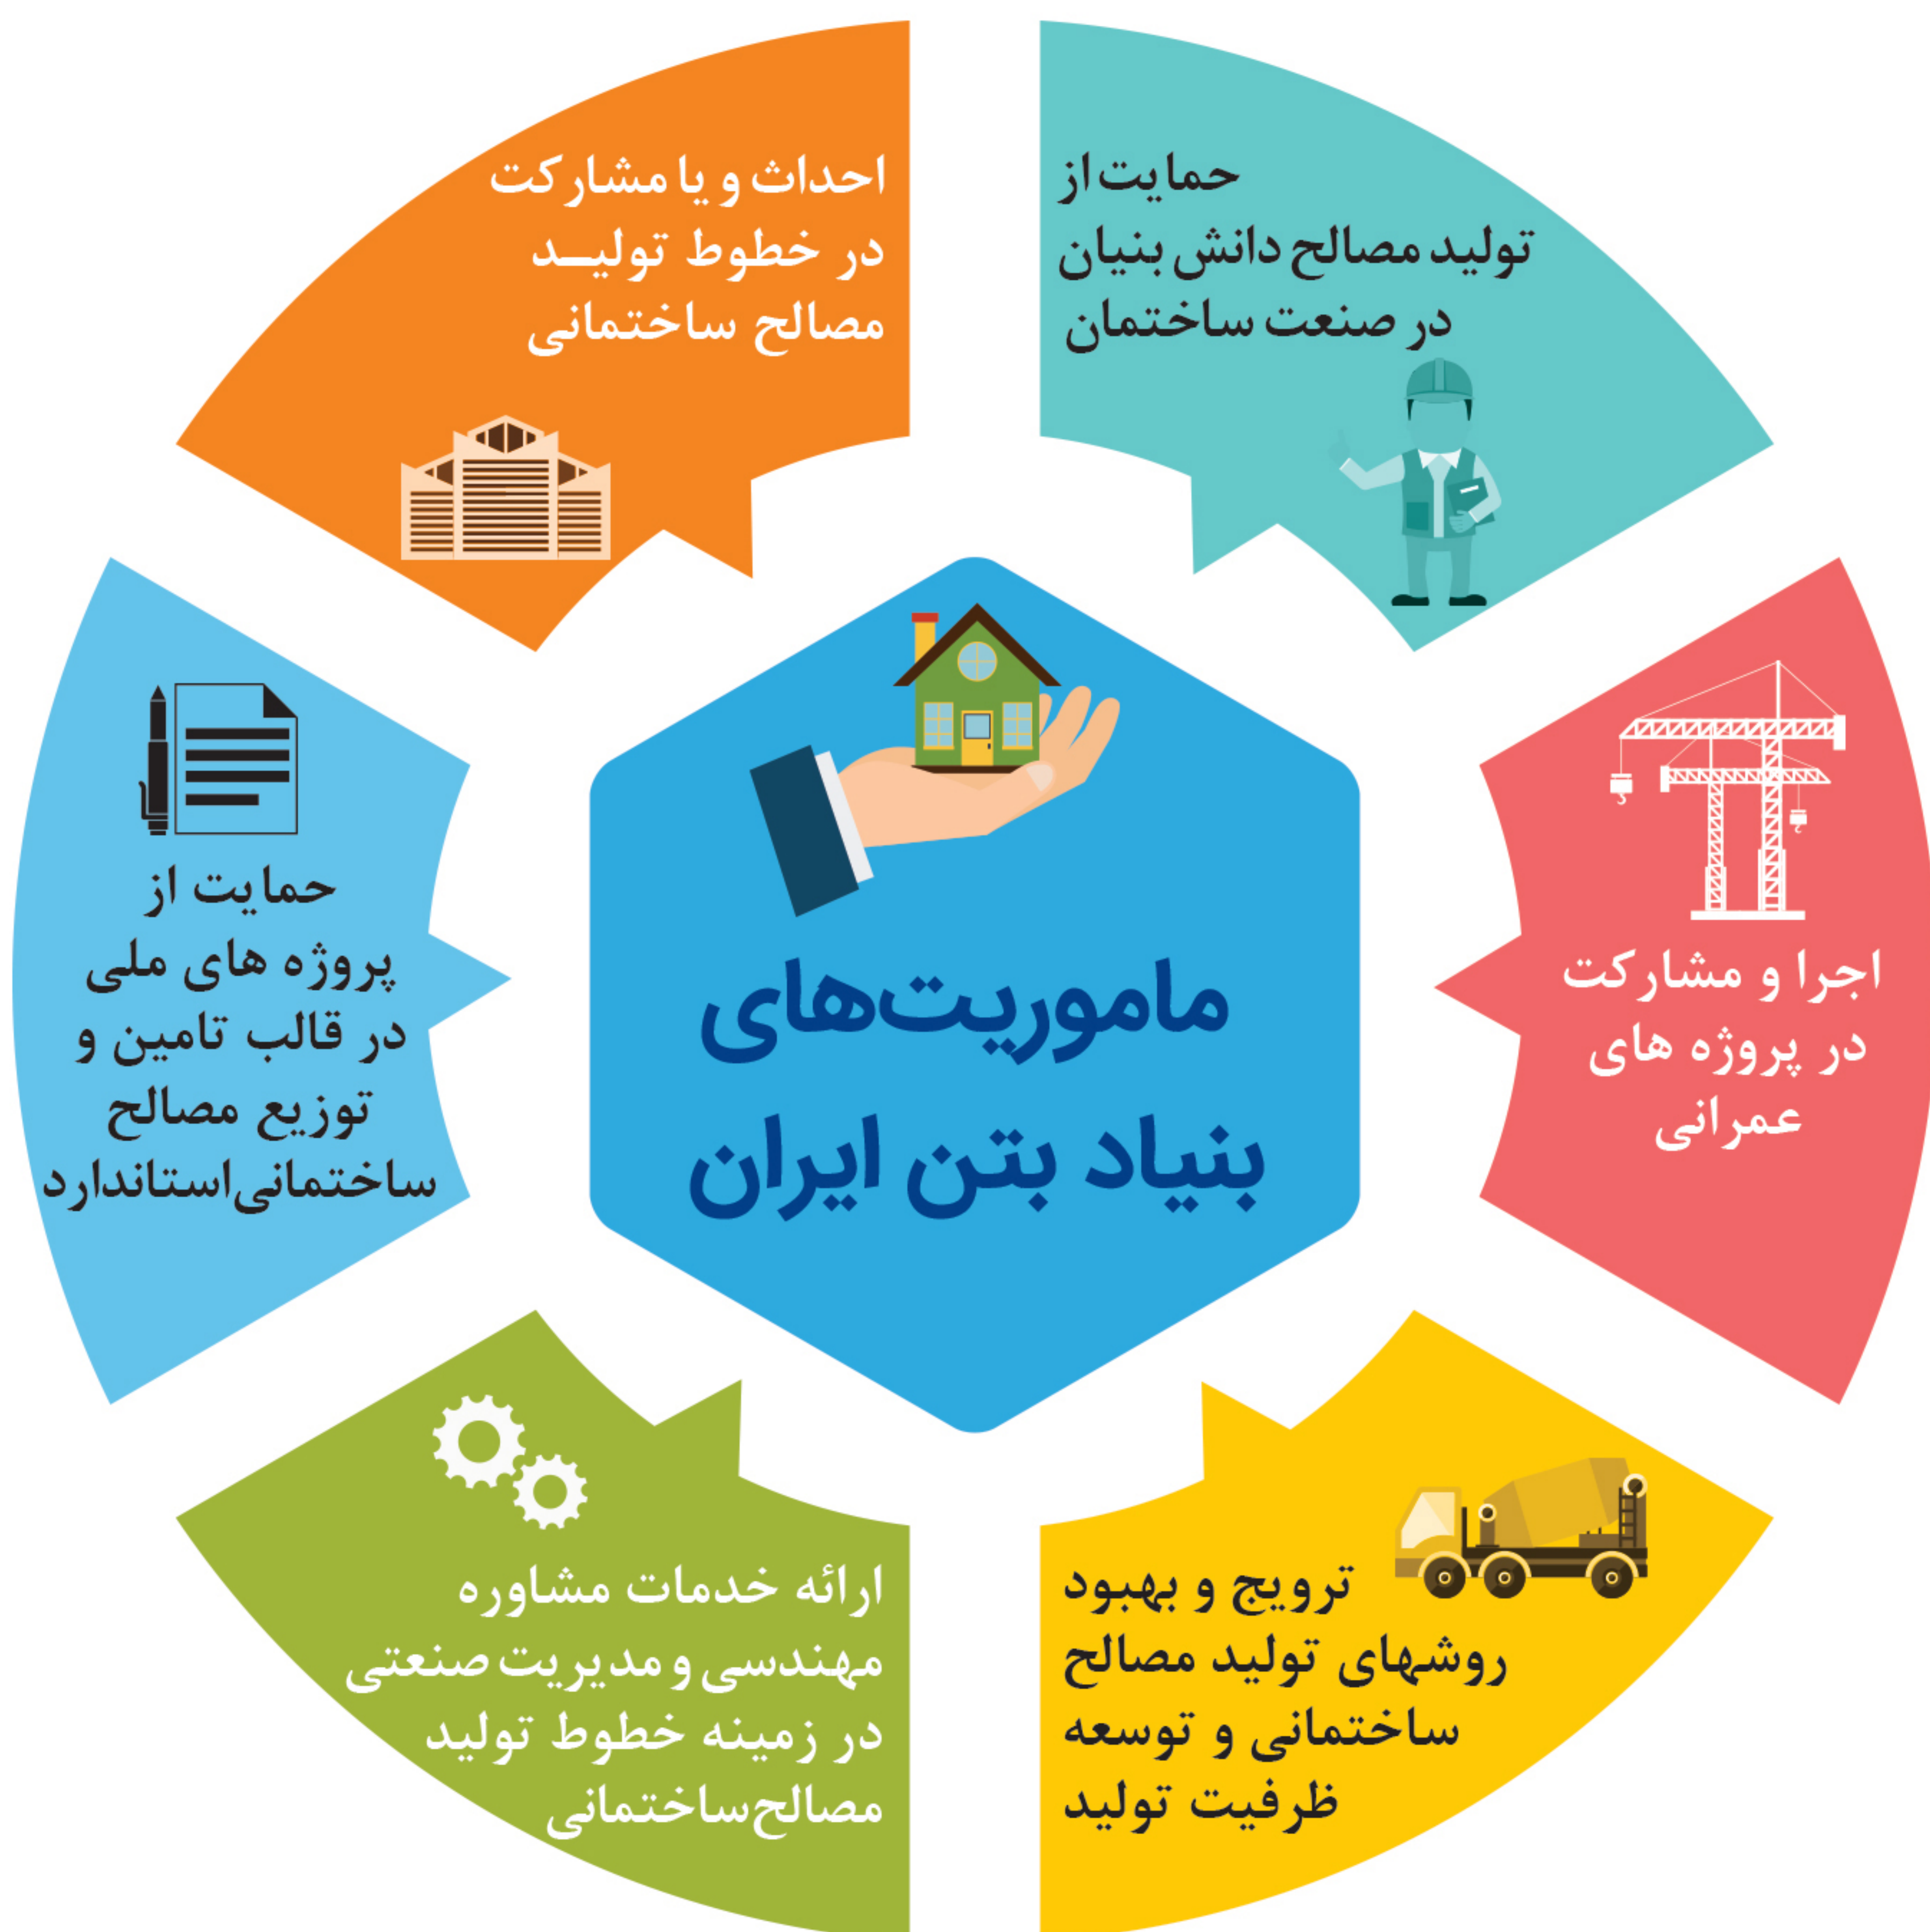 حمایت از
تولید مصالح دانش بنیان
در صنعت ساختمان
احداث و یا مشارکت
در خطوط تولیــد
مصالح ساختمانی
اجرا و مشارکت
در پروژه های
عمرانی
ماموریت‌های
بنیاد بتن ایران
حمایت از
پروژه های ملی
در قالب تامین و
توزیع مصالح
ساختمانی استاندارد
ترویج و بهبود
روشهای تولید مصالح
ساختمانی و توسعه
ظرفیت تولید
ارائه خدمات مشاوره
مهندسی و مدیریت صنعتی
در زمینه خطوط تولید
مصالح ساختمانی